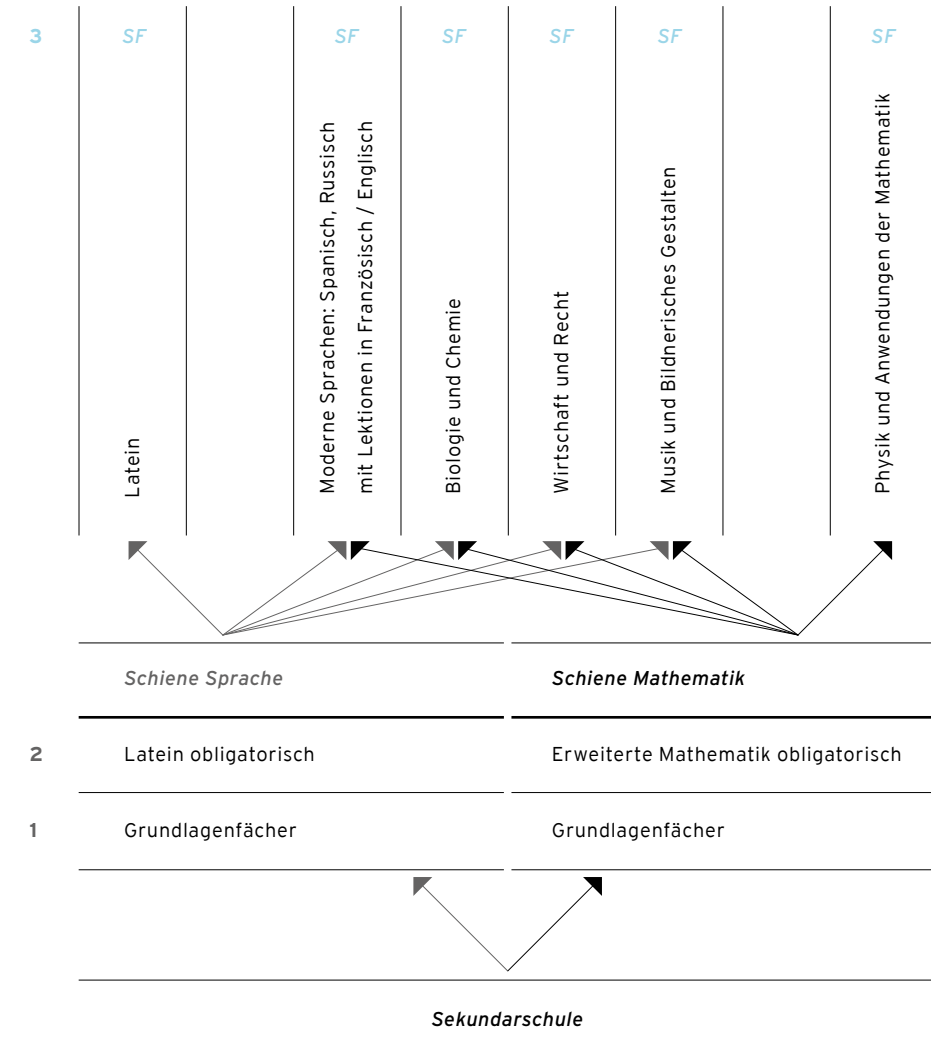 3
SF
SF
SF
SF
SF
SF
Latein
Moderne Sprachen: Spanisch, Russisch
mit Lektionen in Französisch / Englisch
Biologie und Chemie
Wirtschaft und Recht
Musik und Bildnerisches Gestalten
Physik und Anwendungen der Mathematik
Schiene Sprache
Schiene Mathematik
2
Latein obligatorisch
Erweiterte Mathematik obligatorisch
1
Grundlagenfächer
Grundlagenfächer
Sekundarschule